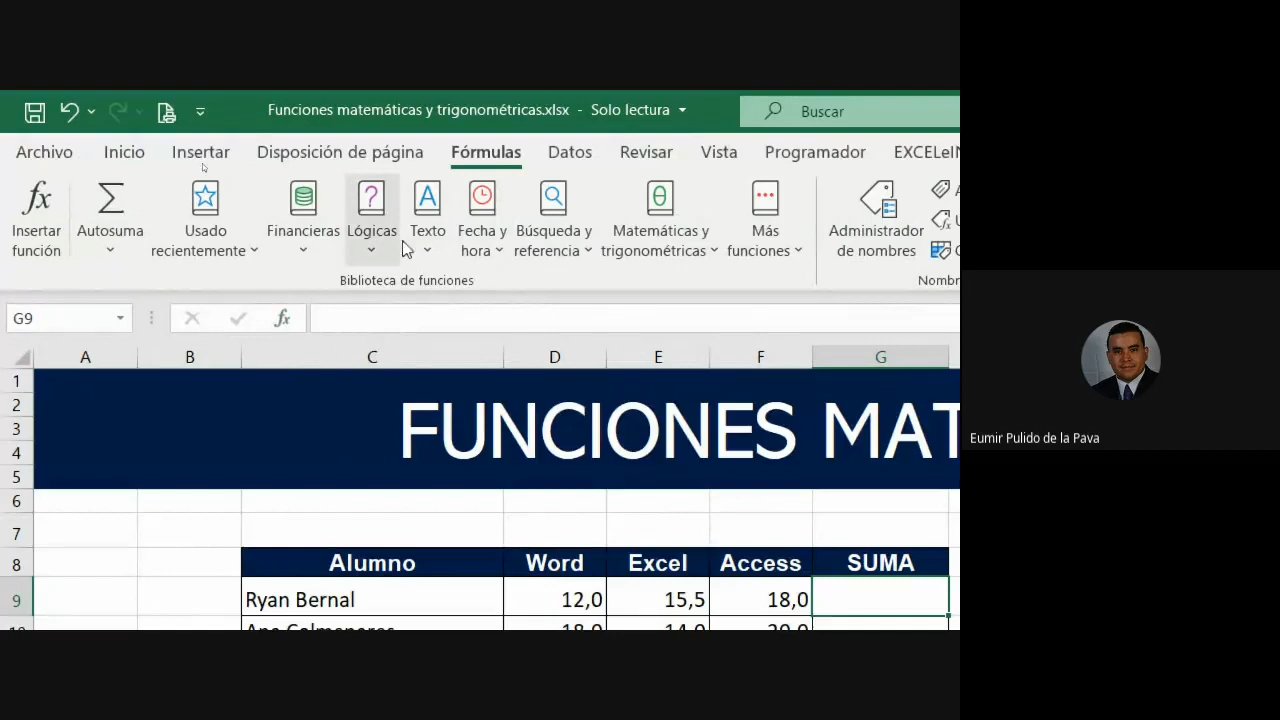 Funciones matemáticas y trigonométricas.xlsx - Solo lectura
Buscar
Archivo Inicio Insertar Disposición de página Fórmulas Datos Revisar Vista Programador
Insertar función
Autosuma
Usado recientemente
Financieras
Lógicas
Texto
Fecha y hora
Búsqueda y referencia
Matemáticas y trigonométricas
Más funciones
Administrador de nombres
Biblioteca de funciones
G9
fx
A B C D E F G
1
2
3
4
5
FUNCIONES
6
7
8 Alumno Word Excel Access SUMA
9 Ryan Bernal 12,0 15,5 18,0
Eumir Pulido de la Pava